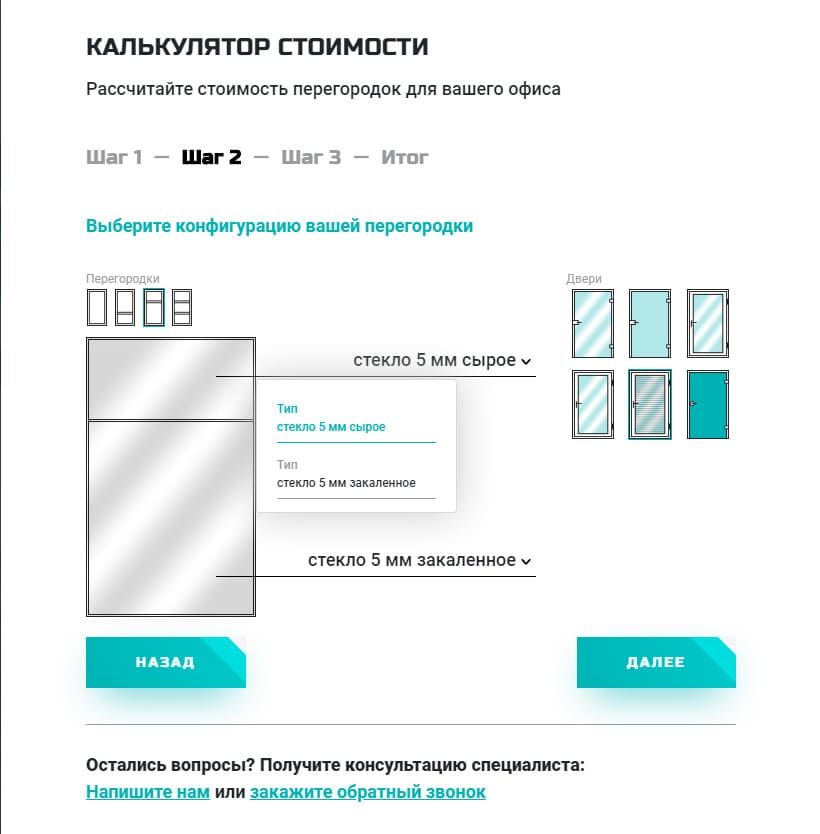 КАЛЬКУЛЯТОР СТОИМОСТИ
Рассчитайте стоимость перегородок для вашего офиса
Шаг 1 — Шаг 2 — Шаг 3 — Итог
Выберите конфигурацию вашей перегородки
Перегородки
Двери
стекло 5 мм сырое
Тип
стекло 5 мм сырое
Тип
стекло 5 мм закаленное
стекло 5 мм закаленное
НАЗАД
ДАЛЕЕ
Остались вопросы? Получите консультацию специалиста:
Напишите нам или закажите обратный звонок